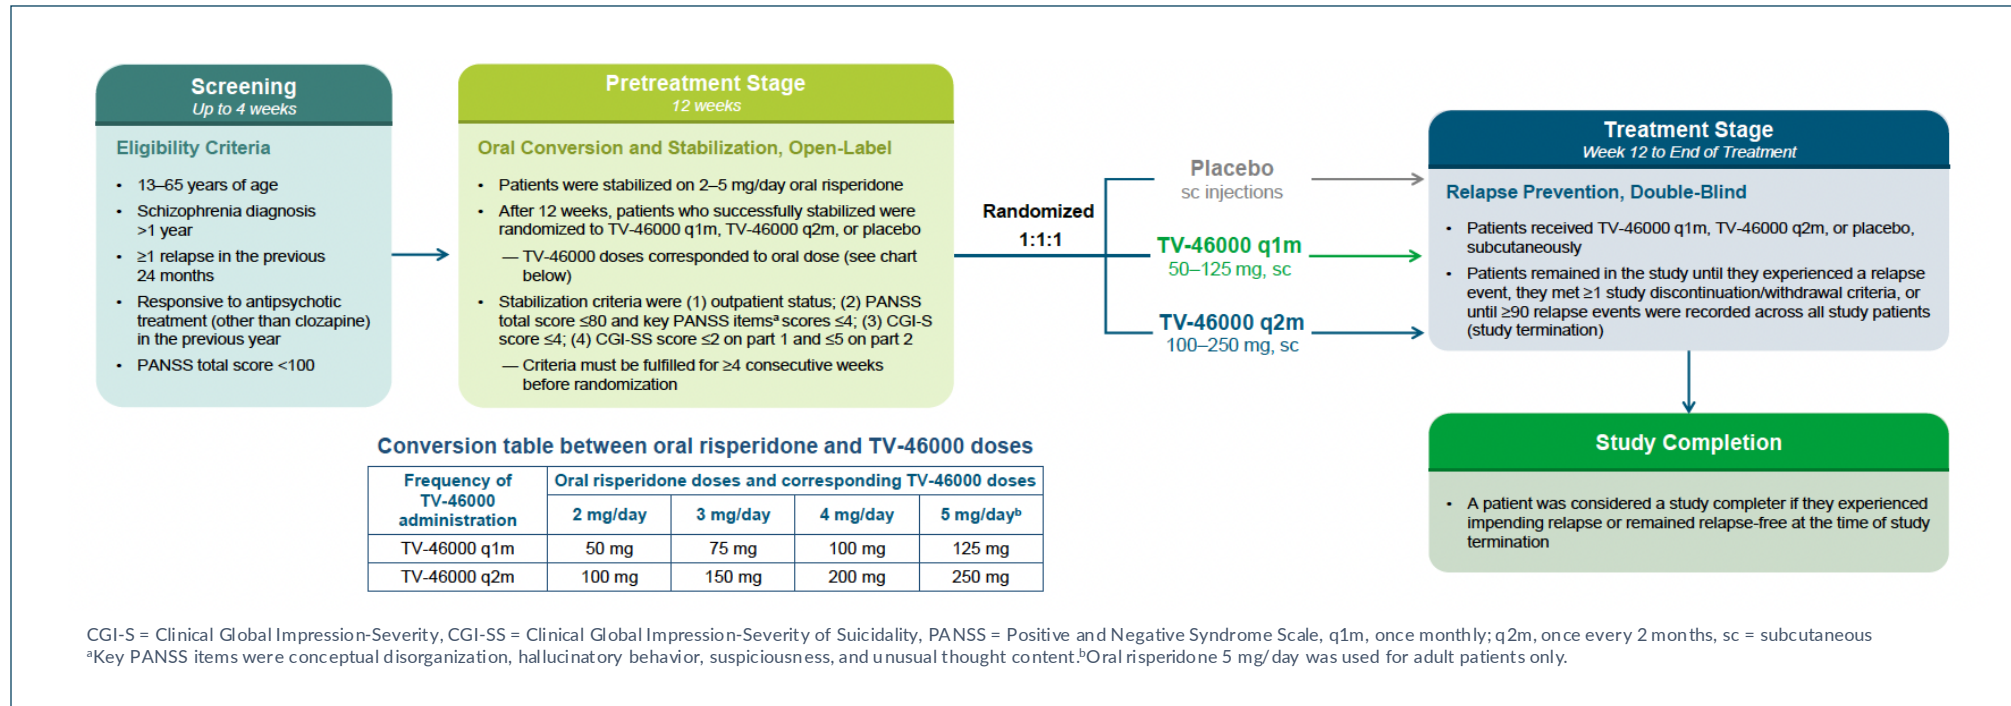 Screening
Up to 4 weeks
Eligibility Criteria
• 13–65 years of age
• Schizophrenia diagnosis
>1 year
• ≥1 relapse in the previous
24 months
• Responsive to antipsychotic
treatment (other than clozapine)
in the previous year
• PANSS total score <100
Pretreatment Stage
12 weeks
Oral Conversion and Stabilization, Open-Label
• Patients were stabilized on 2–5 mg/day oral risperidone
• After 12 weeks, patients who successfully stabilized were
randomized to TV-46000 q1m, TV-46000 q2m, or placebo
— TV-46000 doses corresponded to oral dose (see chart
below)
• Stabilization criteria were (1) outpatient status; (2) PANSS
total score ≤80 and key PANSS itemsᵃ scores ≤4; (3) CGI-S
score ≤4; (4) CGI-SS score ≤2 on part 1 and ≤5 on part 2
— Criteria must be fulfilled for ≥4 consecutive weeks
before randomization
Randomized
1:1:1
Placebo
sc injections
TV-46000 q1m
50–125 mg, sc
TV-46000 q2m
100–250 mg, sc
Treatment Stage
Week 12 to End of Treatment
Relapse Prevention, Double-Blind
• Patients received TV-46000 q1m, TV-46000 q2m, or placebo,
subcutaneously
• Patients remained in the study until they experienced a relapse
event, they met ≥1 study discontinuation/withdrawal criteria, or
until ≥90 relapse events were recorded across all study patients
(study termination)
Study Completion
• A patient was considered a study completer if they experienced
impending relapse or remained relapse-free at the time of study
termination
Conversion table between oral risperidone and TV-46000 doses
Frequency of
TV-46000
administration
Oral risperidone doses and corresponding TV-46000 doses
2 mg/day 3 mg/day 4 mg/day 5 mg/dayᵇ
TV-46000 q1m 50 mg 75 mg 100 mg 125 mg
TV-46000 q2m 100 mg 150 mg 200 mg 250 mg
CGI-S = Clinical Global Impression-Severity, CGI-SS = Clinical Global Impression-Severity of Suicidality, PANSS = Positive and Negative Syndrome Scale, q1m, once monthly; q2m, once every 2 months, sc = subcutaneous
ᵃKey PANSS items were conceptual disorganization, hallucinatory behavior, suspiciousness, and unusual thought content.ᵇOral risperidone 5 mg/day was used for adult patients only.